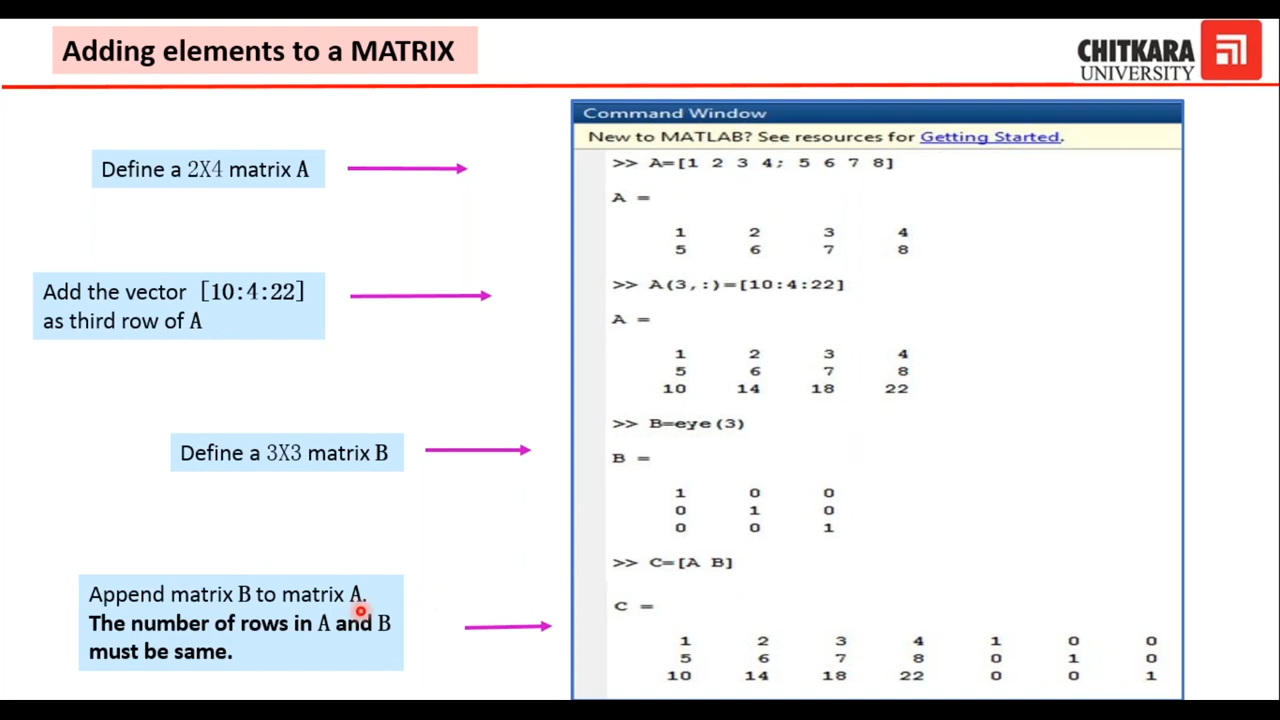 Adding elements to a MATRIX
CHITKARA
UNIVERSITY
Define a 2X4 matrix A
Add the vector [10:4:22]
as third row of A
Define a 3X3 matrix B
Append matrix B to matrix A.
The number of rows in A and B
must be same.
Command Window
New to MATLAB? See resources for Getting Started.
>> A=[1 2 3 4; 5 6 7 8]
A =
1 2 3 4
5 6 7 8
>> A(3,:)=[10:4:22]
A =
1 2 3 4
5 6 7 8
10 14 18 22
>> B=eye(3)
B =
1 0 0
0 1 0
0 0 1
>> C=[A B]
C =
1 2 3 4 1 0 0
5 6 7 8 0 1 0
10 14 18 22 0 0 1